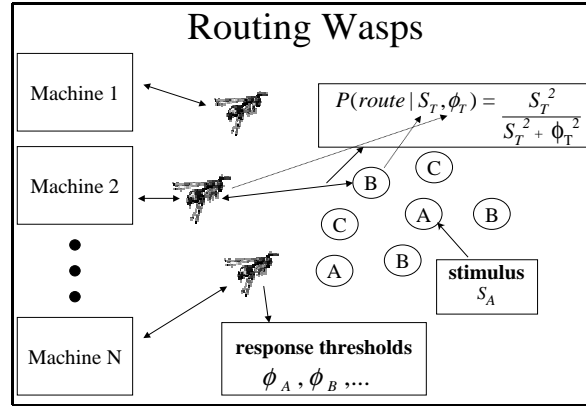 Routing Wasps
Machine 1
P(route | S_T, ϕ_T) = S_T^2 / (S_T^2 + ϕ_T^2)
Machine 2
C
B
A
B
C
B
A
stimulus
S_A
Machine N
response thresholds
ϕ_A , ϕ_B ,...